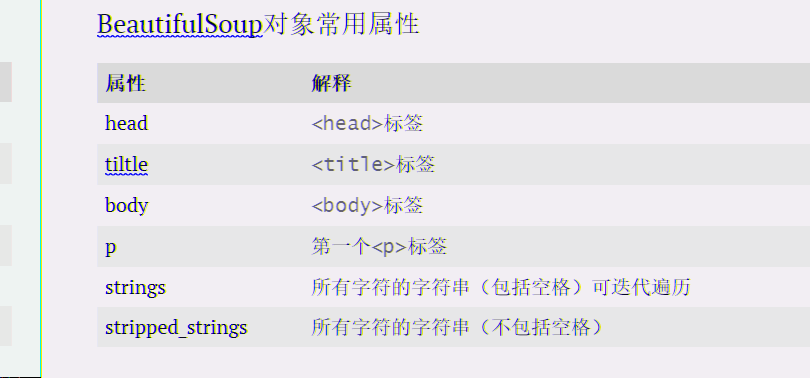 BeautifulSoup对象常用属性
属性 解释
head <head>标签
tiltle <title>标签
body <body>标签
p 第一个<p>标签
strings 所有字符的字符串（包括空格）可迭代遍历
stripped_strings 所有字符的字符串（不包括空格）